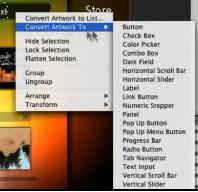 Store
Convert Artwork to List...
Convert Artwork To
Hide Selection
Lock Selection
Flatten Selection
Group
Ungroup
Arrange
Transform
Button
Check Box
Color Picker
Combo Box
Date Field
Horizontal Scroll Bar
Horizontal Slider
Label
Link Button
Numeric Stepper
Panel
Pop Up Button
Pop Up Menu Button
Progress Bar
Radio Button
Tab Navigator
Text Input
Vertical Scroll Bar
Vertical Slider